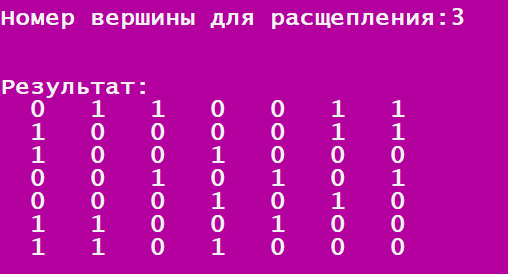 Номер вершины для расщепления:3
Результат:
0 1 1 0 0 1 1
1 0 0 0 0 1 1
1 0 0 1 0 0 0
0 0 1 0 1 0 1
0 0 0 1 0 1 0
1 1 0 0 1 0 0
1 1 0 1 0 0 0